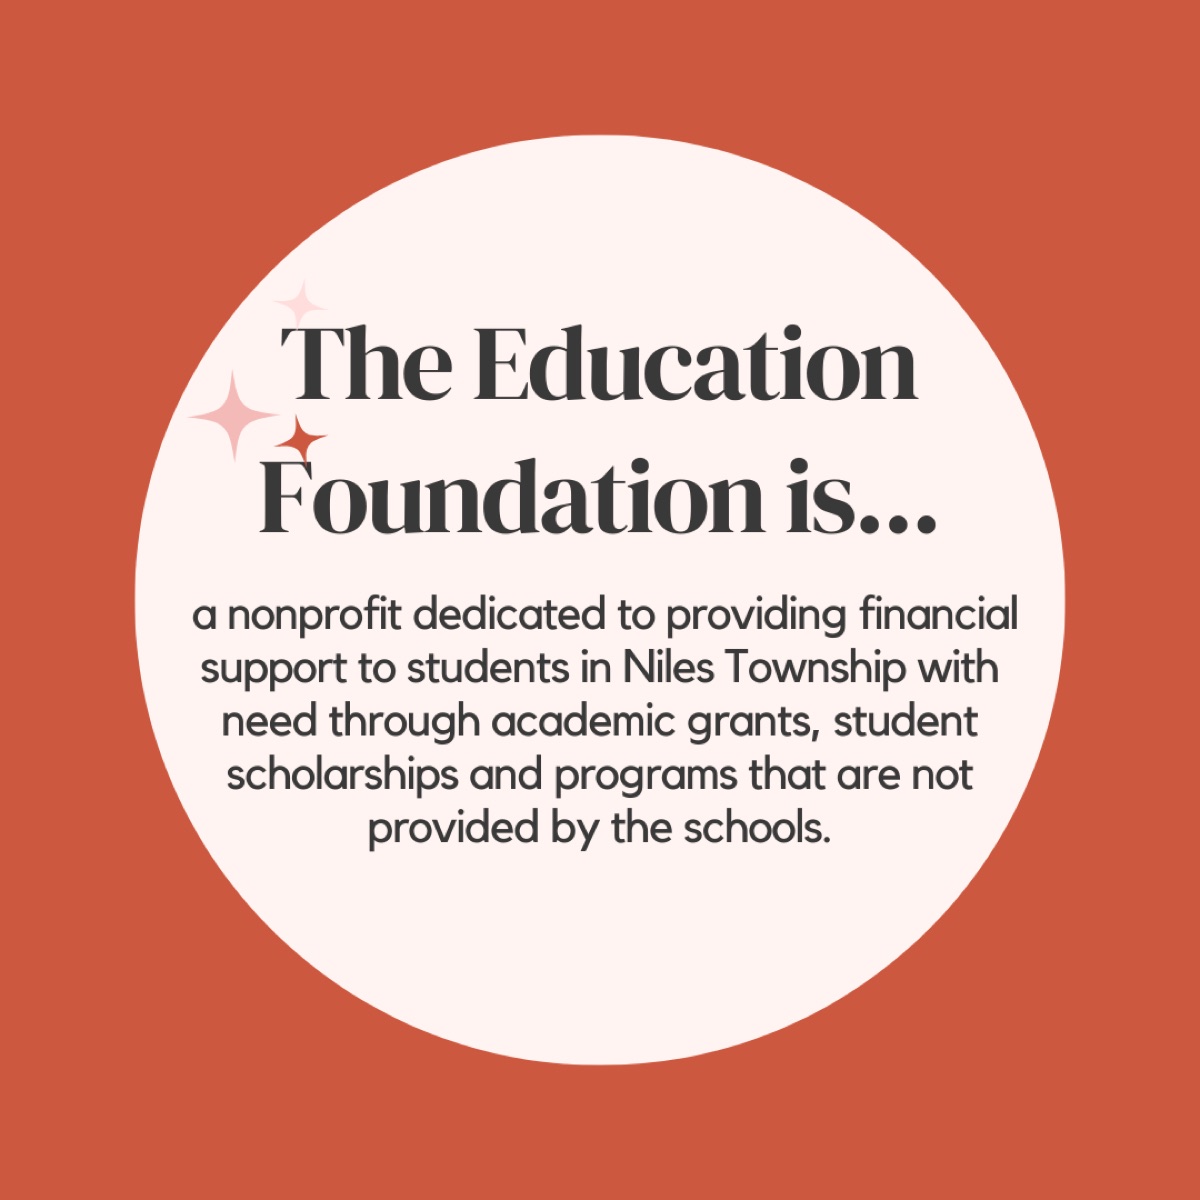 The Education
Foundation is...
a nonprofit dedicated to providing financial
support to students in Niles Township with
need through academic grants, student
scholarships and programs that are not
provided by the schools.